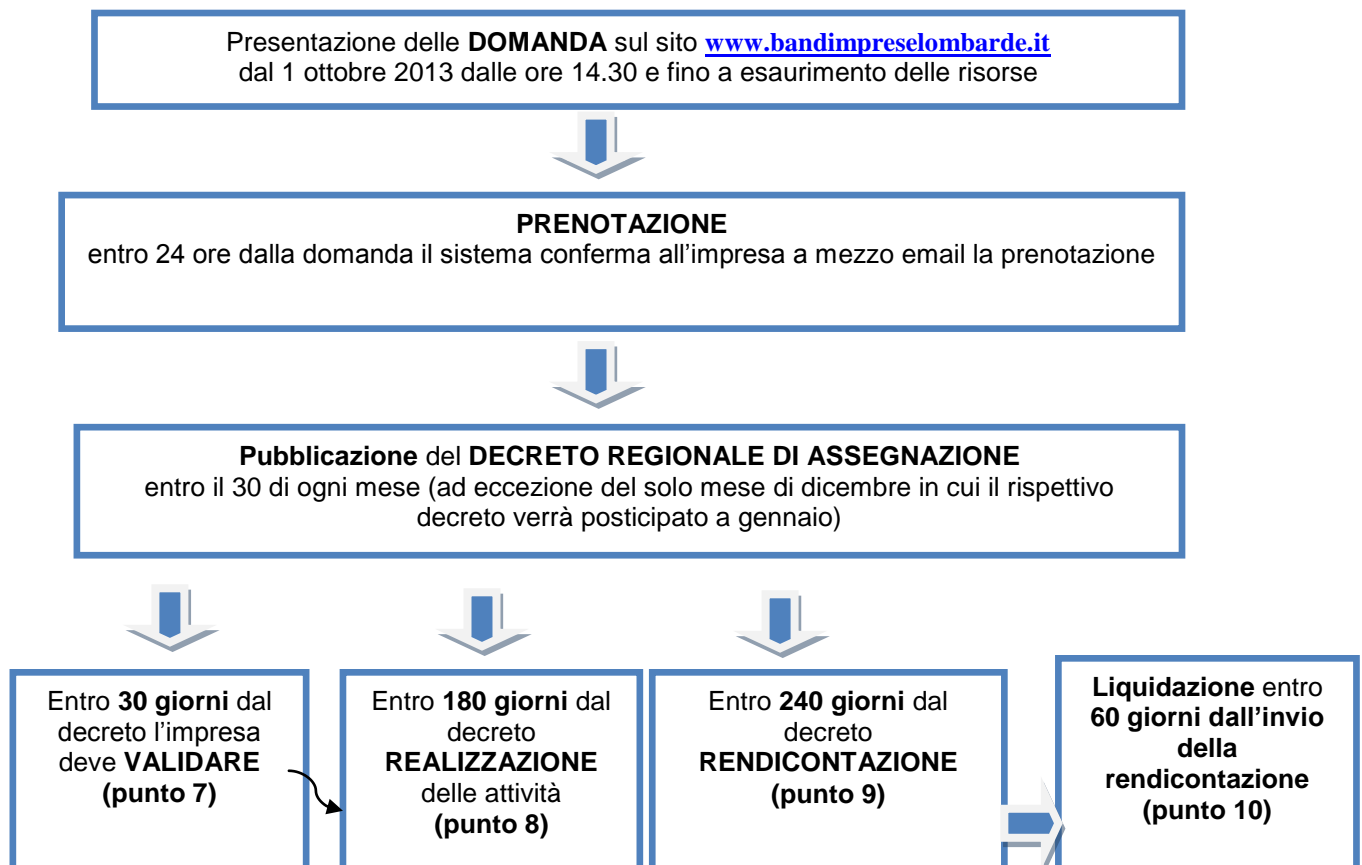 Presentazione delle DOMANDA sul sito www.bandimpreselombarde.it
dal 1 ottobre 2013 dalle ore 14.30 e fino a esaurimento delle risorse
PRENOTAZIONE
entro 24 ore dalla domanda il sistema conferma all’impresa a mezzo email la prenotazione
Pubblicazione del DECRETO REGIONALE DI ASSEGNAZIONE
entro il 30 di ogni mese (ad eccezione del solo mese di dicembre in cui il rispettivo
decreto verrà posticipato a gennaio)
Entro 30 giorni dal
decreto l’impresa
deve VALIDARE
(punto 7)
Entro 180 giorni dal
decreto
REALIZZAZIONE
delle attività
(punto 8)
Entro 240 giorni dal
decreto
RENDICONTAZIONE
(punto 9)
Liquidazione entro
60 giorni dall’invio
della
rendicontazione
(punto 10)